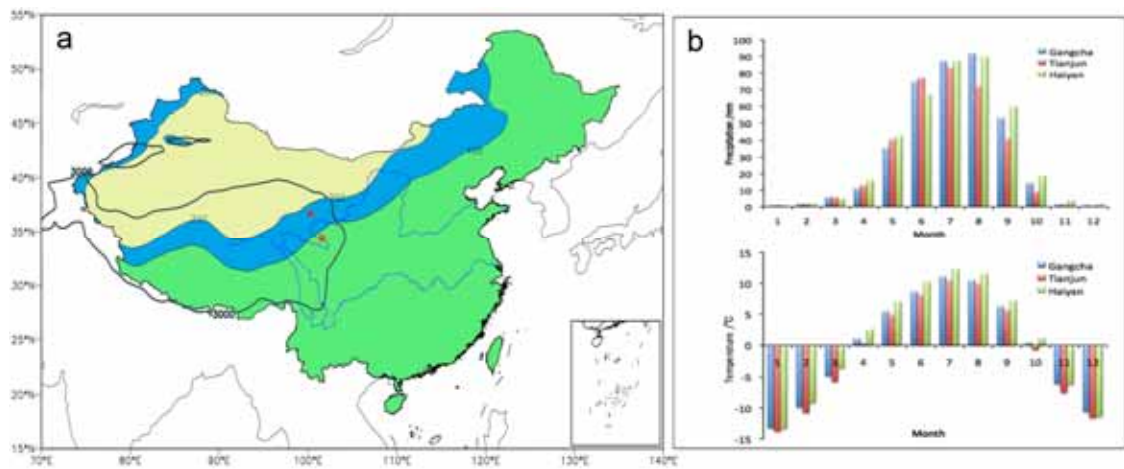 a
55°N
50°N
45°N
40°N
35°N
30°N
25°N
20°N
15°N
70°E 80°E 90°E 100°E 110°E 120°E 130°E 140°E
3000
3000
b
100
90
80
70
60
50
40
30
20
10
0
Gangcha
Tianjun
Haiyan
1 2 3 4 5 6 7 8 9 10 11 12
Month
15
10
5
0
-5
-10
-15
Temperature /°C
Gangcha
Tianjun
Haiyan
2 3 4 5 6 7 8 9 10 11 12
Month